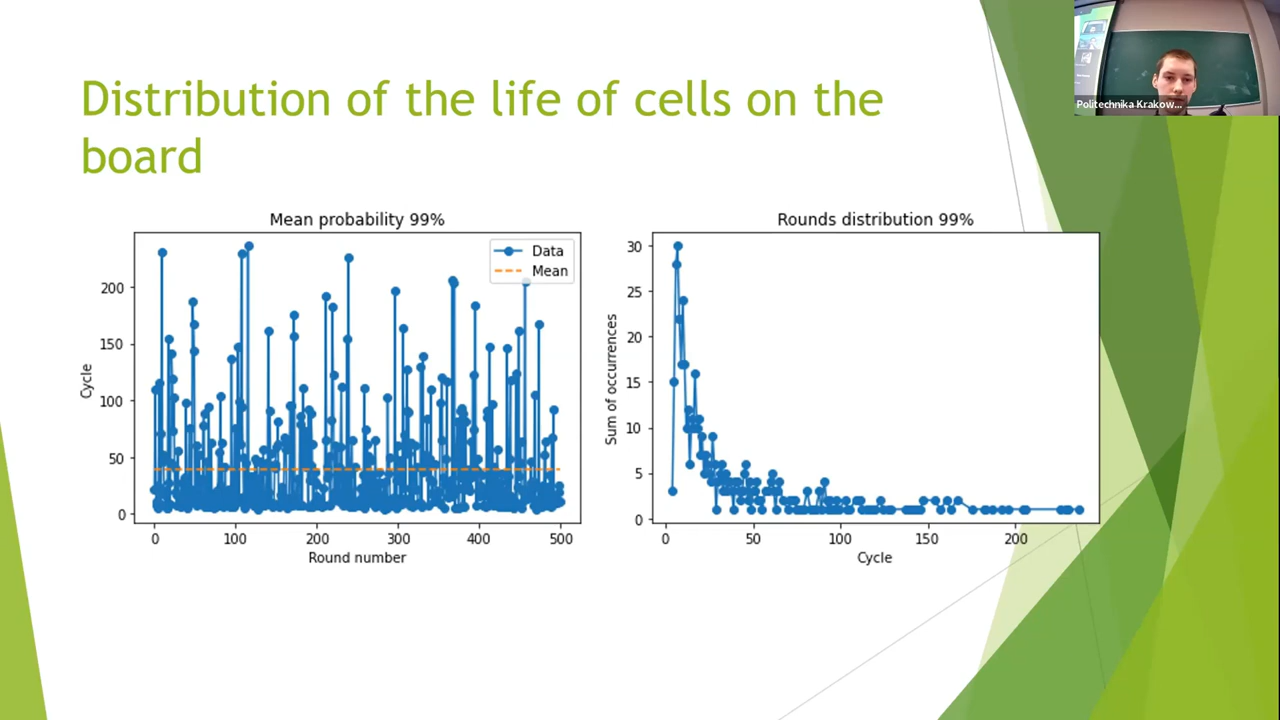 Distribution of the life of cells on the
board
Politechnika Krakow...
Mean probability 99%
Data
Mean
200
150
100
50
0
Cycle
0 100 200 300 400 500
Round number
Rounds distribution 99%
30
25
20
15
10
5
0
Sum of occurrences
0 50 100 150 200
Cycle